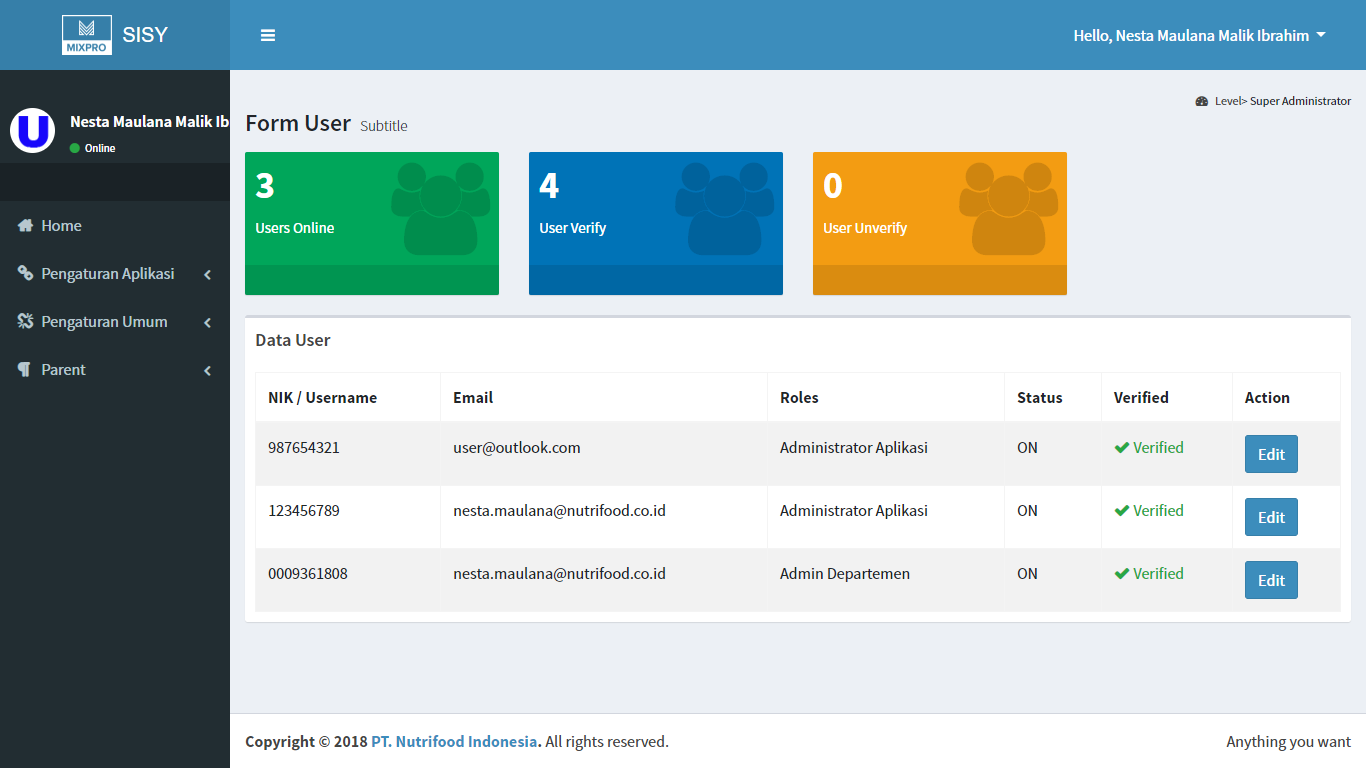 MIXPRO SISY
Hello, Nesta Maulana Malik Ibrahim
Nesta Maulana Malik Ib
Online
Home
Pengaturan Aplikasi
Pengaturan Umum
Parent
Level> Super Administrator
Form User Subtitle
3
Users Online
4
User Verify
0
User Unverify
Data User
NIK / Username Email Roles Status Verified Action
987654321 user@outlook.com Administrator Aplikasi ON Verified Edit
123456789 nesta.maulana@nutrifood.co.id Administrator Aplikasi ON Verified Edit
0009361808 nesta.maulana@nutrifood.co.id Admin Departemen ON Verified Edit
Copyright © 2018 PT. Nutrifood Indonesia. All rights reserved. Anything you want